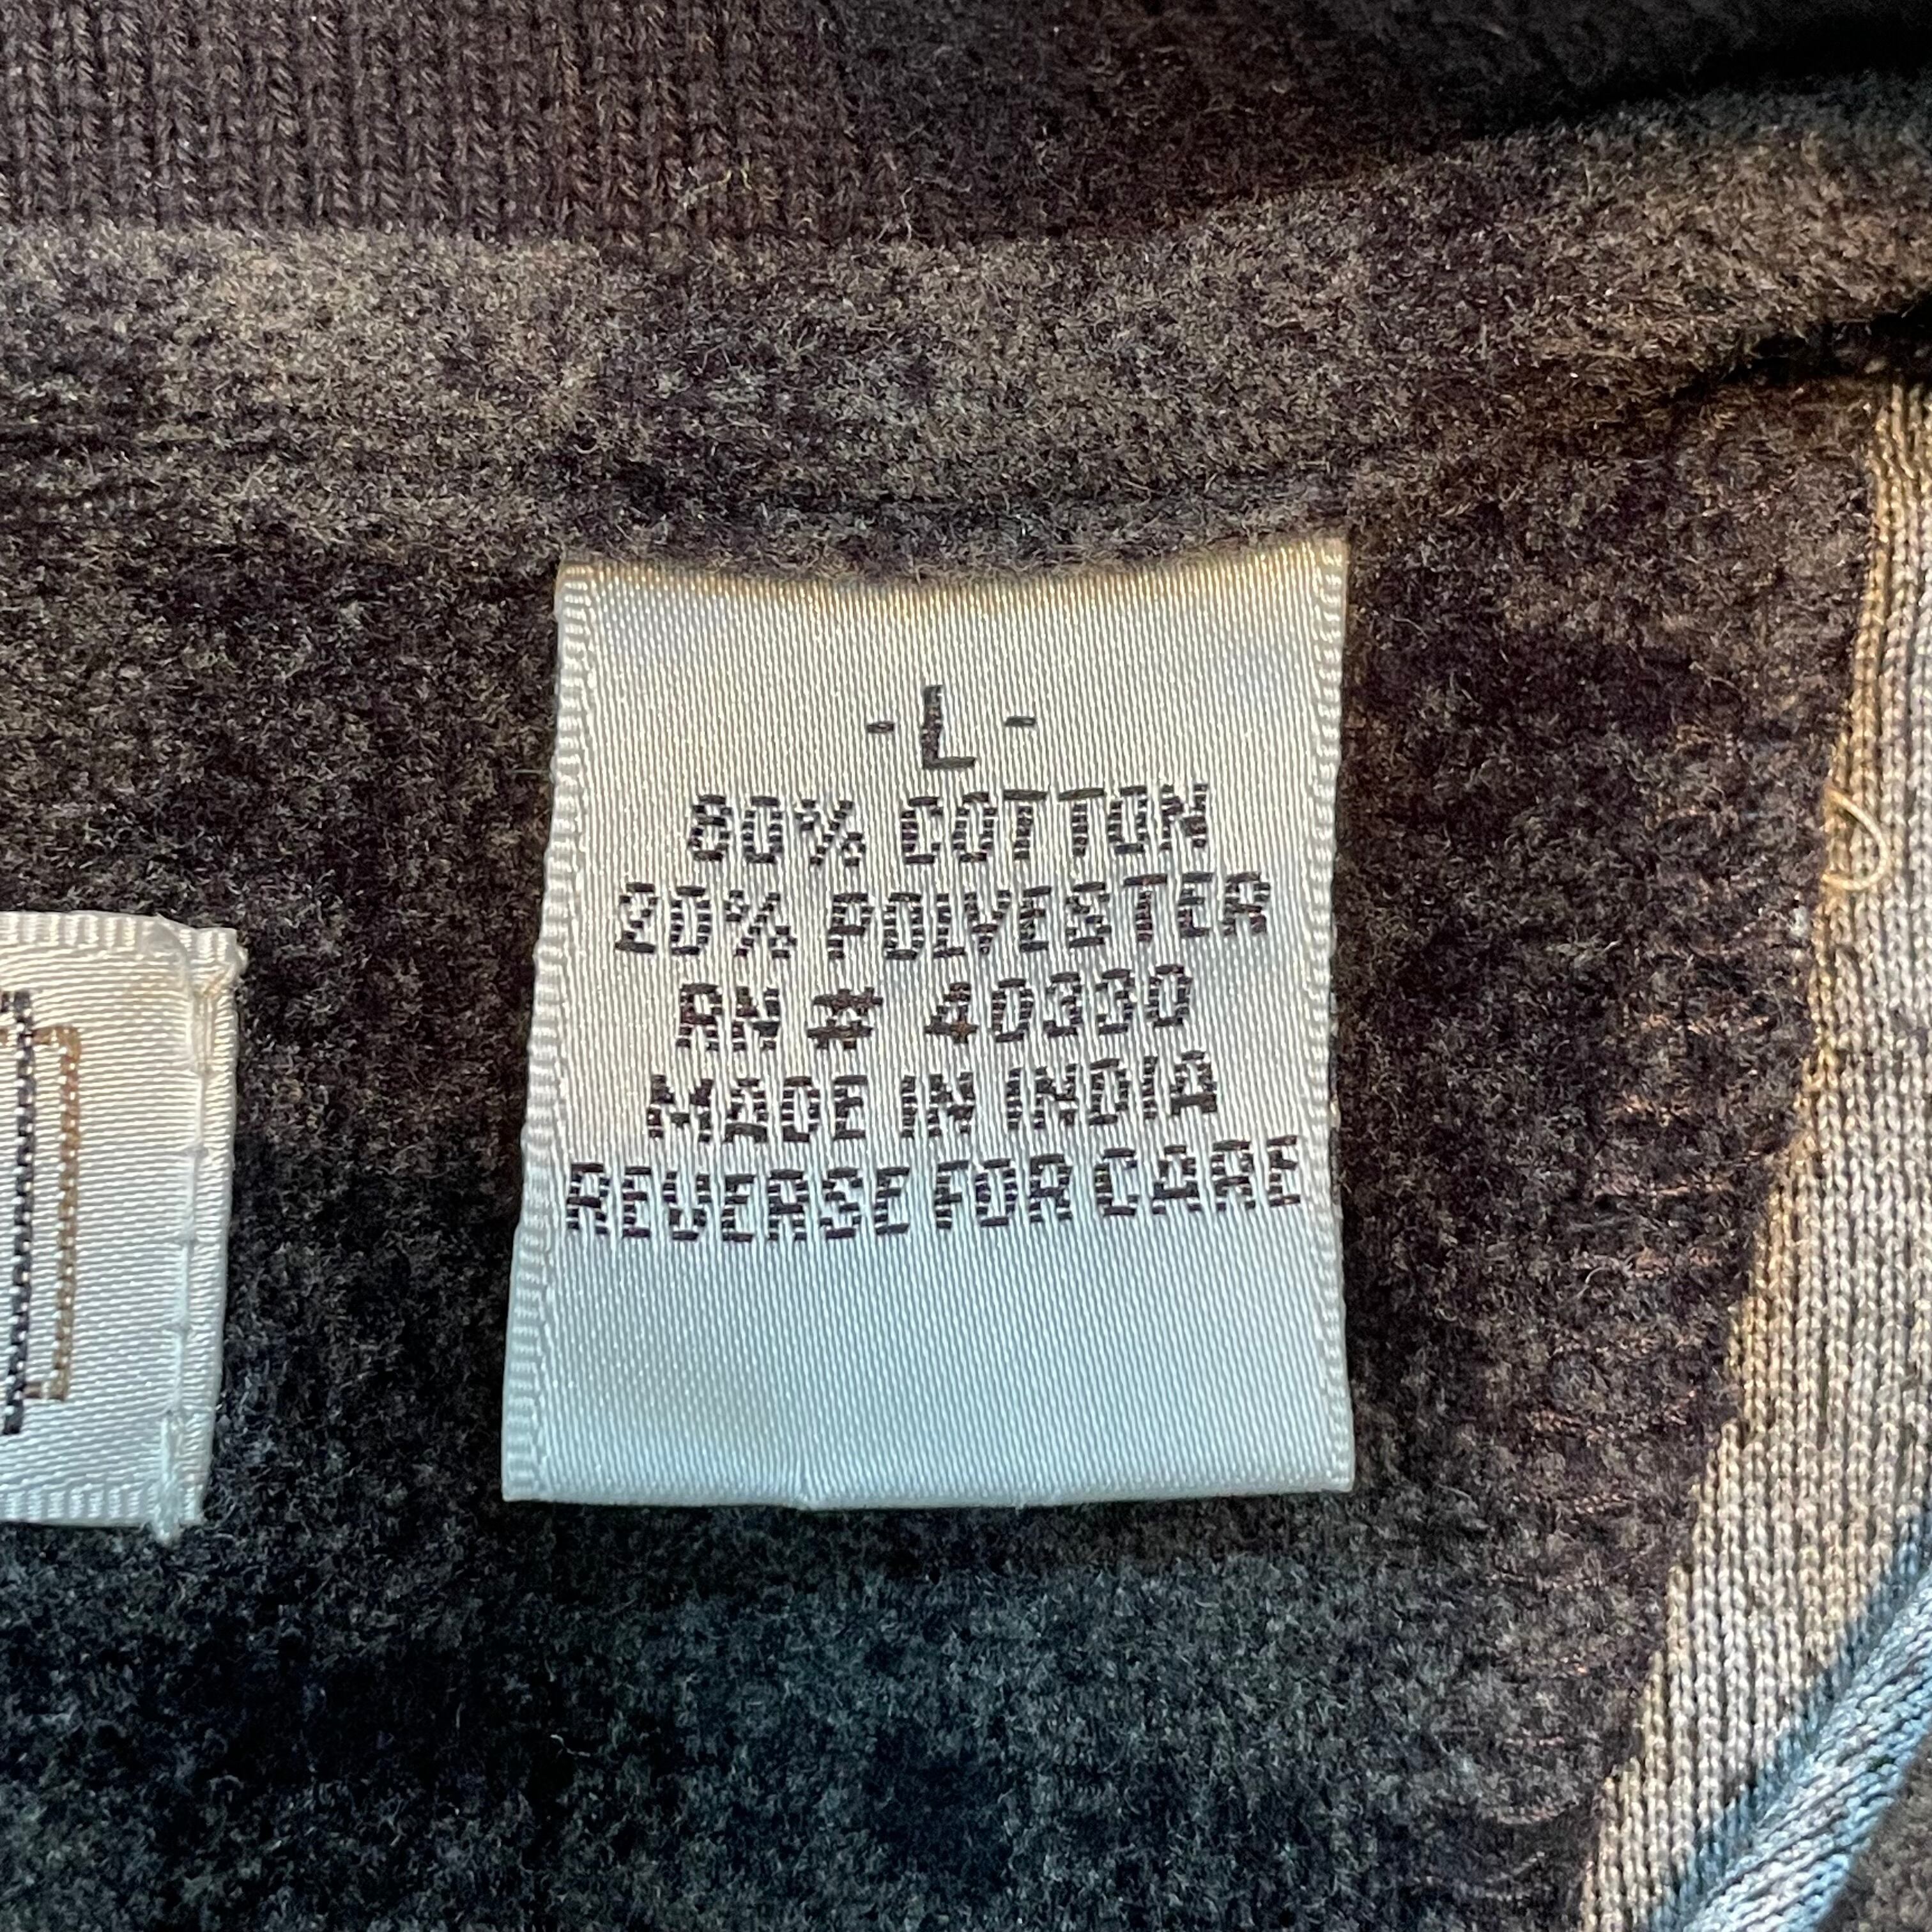 -L-
80% COTTON
20% POLYESTER
RN # 40330
MADE IN INDIA
REVERSE FOR CARE